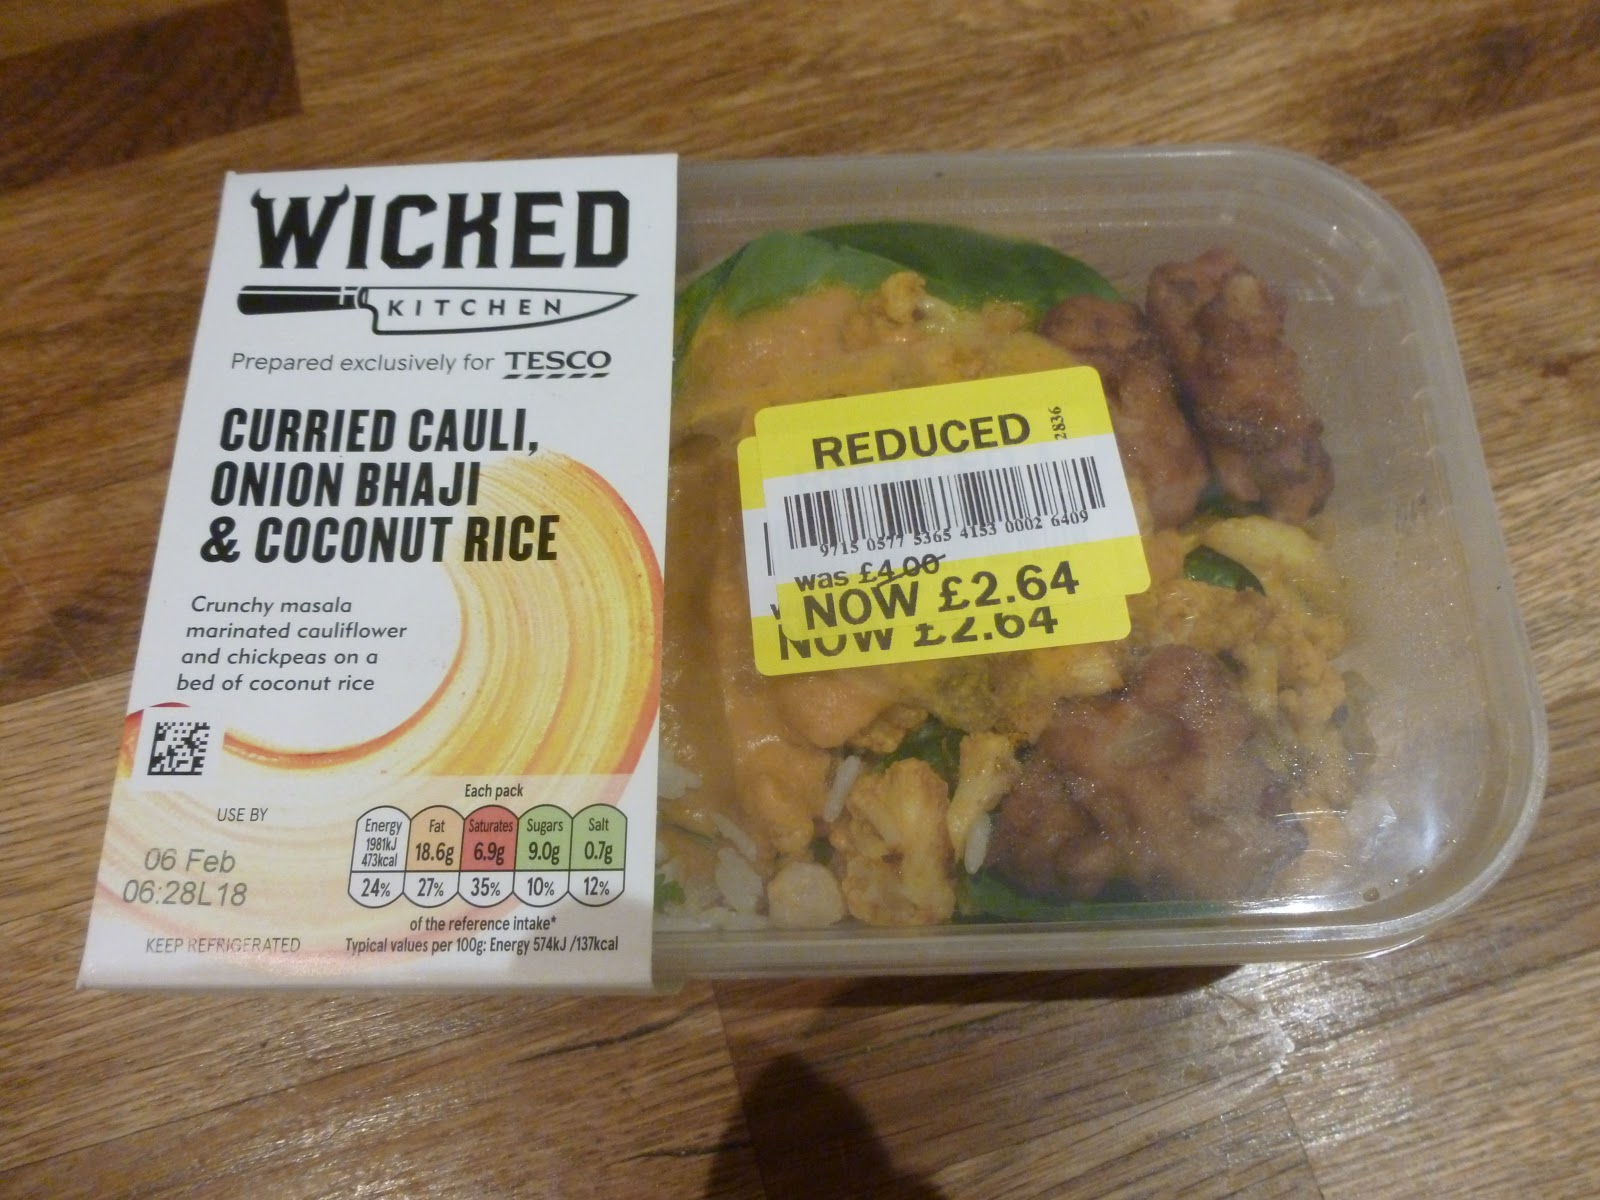 WICKED
KITCHEN
Prepared exclusively for TESCO
CURRIED CAULI,
ONION BHAJI
& COCONUT RICE
Crunchy masala
marinated cauliflower
and chickpeas on a
bed of coconut rice
USE BY
06 Feb
06:28L18
KEEP REFRIGERATED
Each pack
Energy
1981kJ
473kcal
24%
Fat
18.6g
27%
Saturates
6.9g
35%
Sugars
9.0g
10%
Salt
0.7g
12%
of the reference intake*
Typical values per 100g: Energy 574kJ /137kcal
REDUCED
2836
9715 0577 5365 4153 0002 6409
was £4.00
NOW £2.64
NOW £2.64